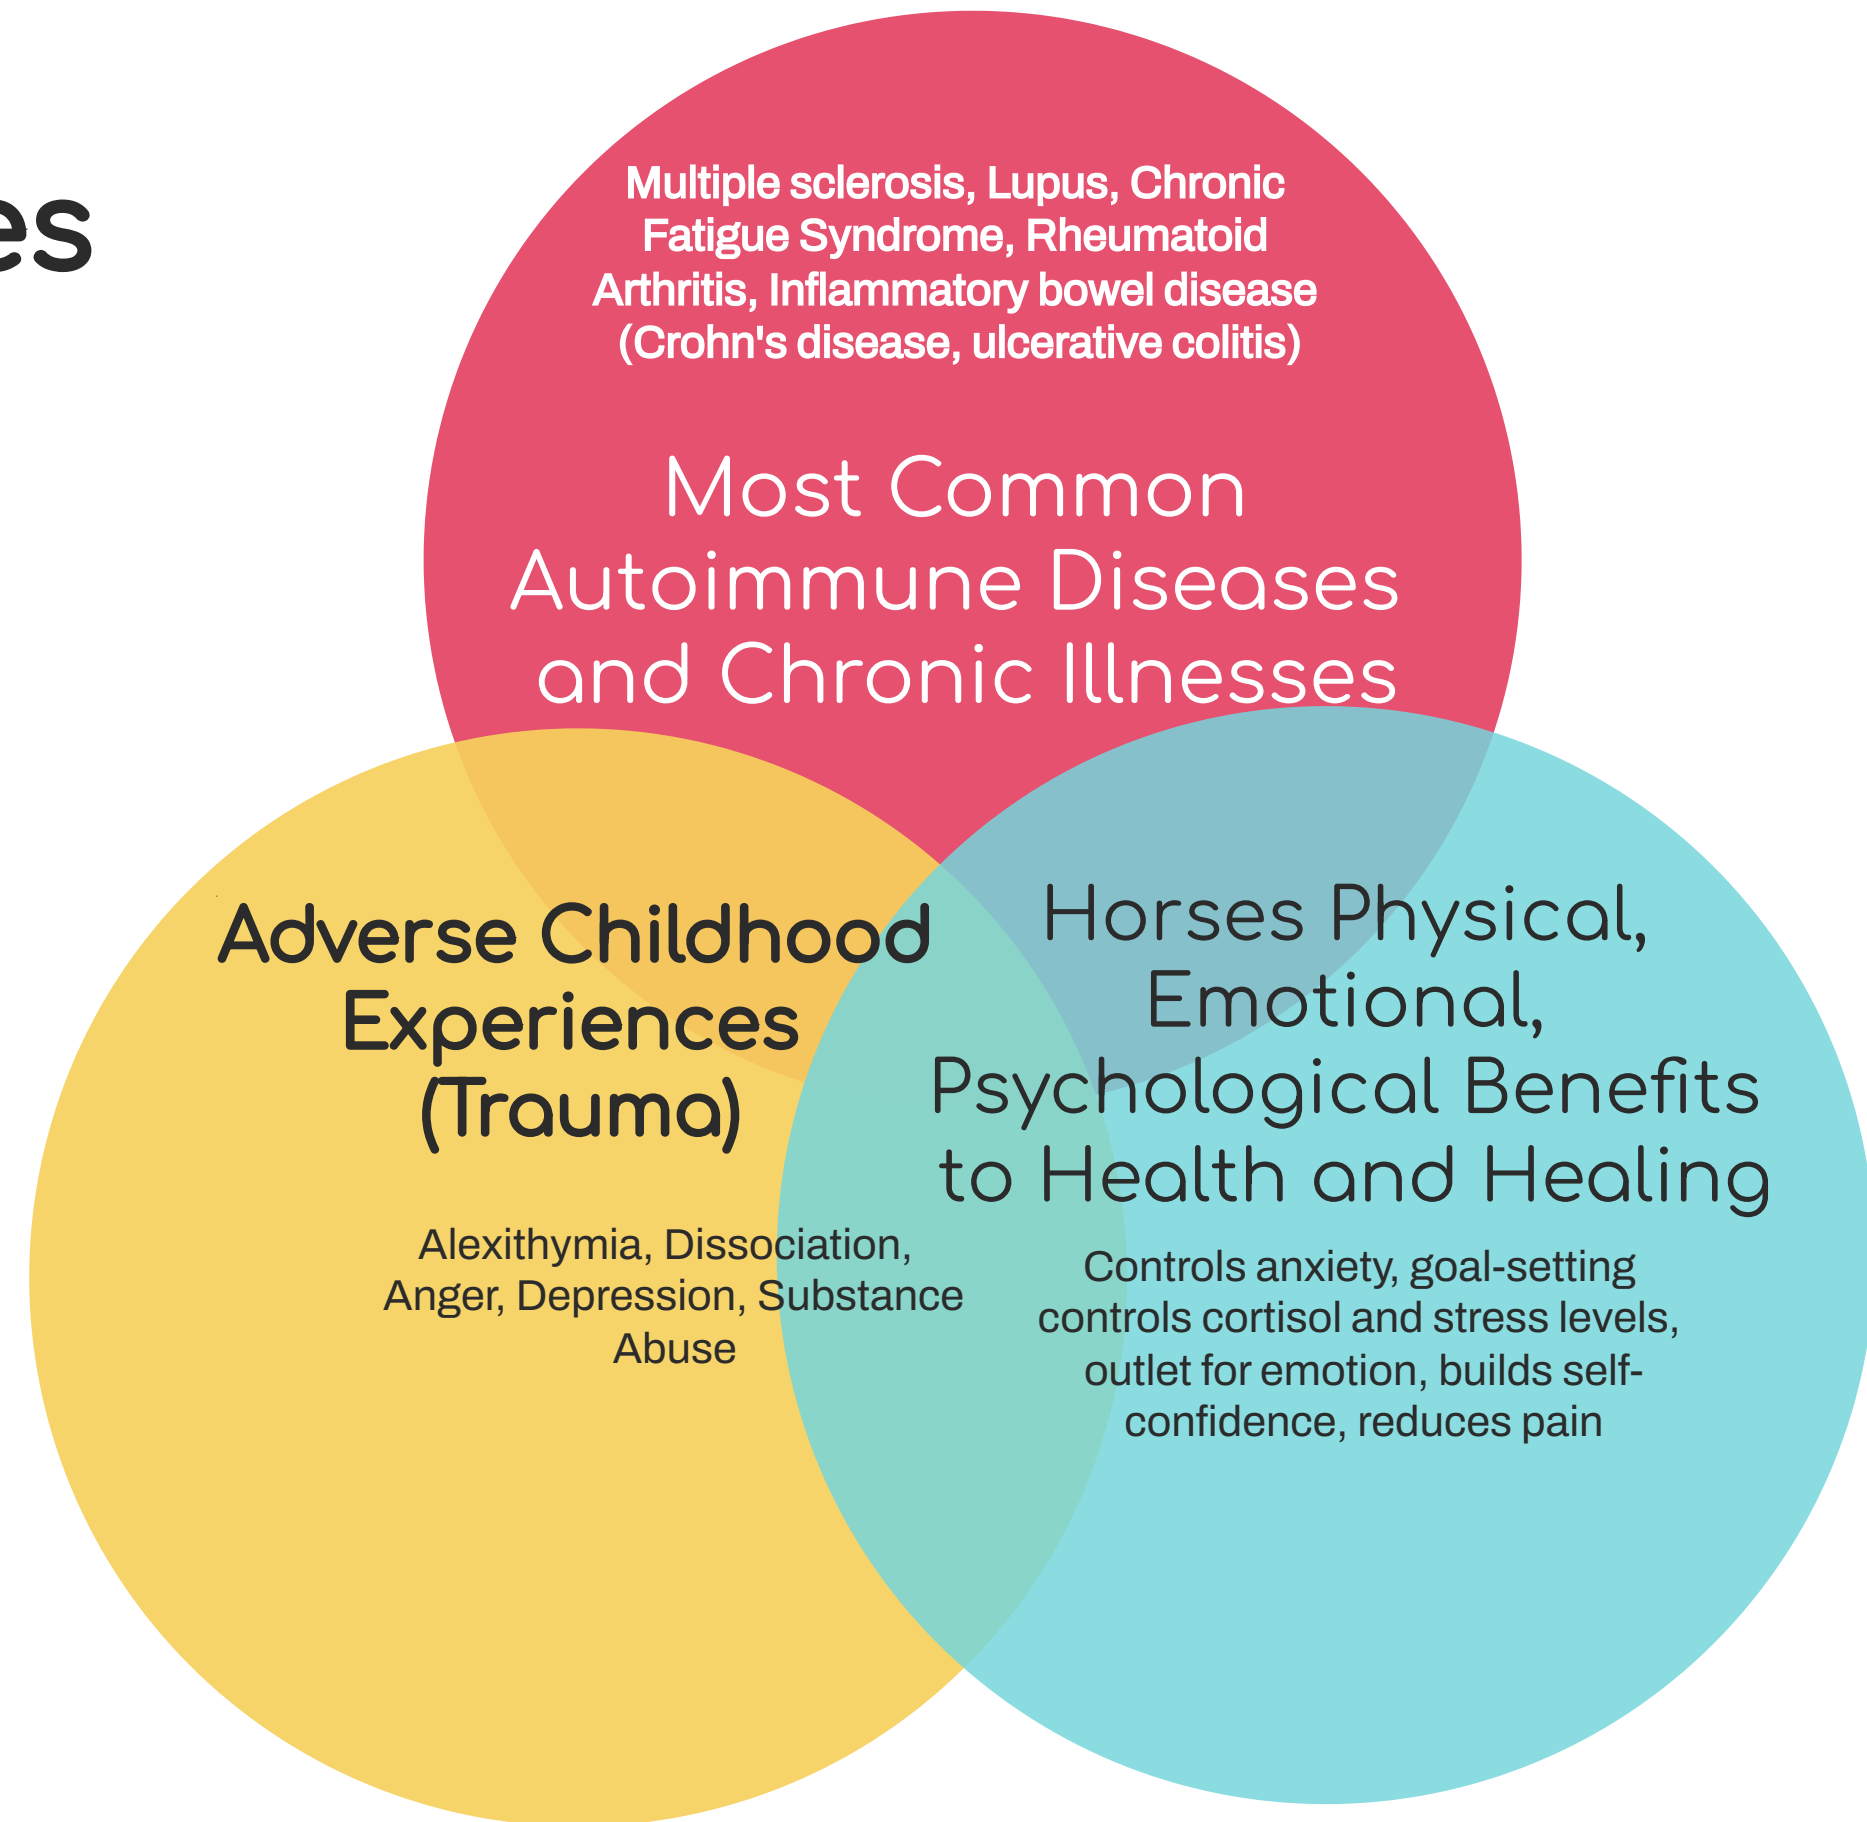 es
Multiple sclerosis, Lupus, Chronic
Fatigue Syndrome, Rheumatoid
Arthritis, Inflammatory bowel disease
(Crohn's disease, ulcerative colitis)
Most Common
Autoimmune Diseases
and Chronic Illnesses
Adverse Childhood
Experiences
(Trauma)
Alexithymia, Dissociation,
Anger, Depression, Substance
Abuse
Horses Physical,
Emotional,
Psychological Benefits
to Health and Healing
Controls anxiety, goal-setting
controls cortisol and stress levels,
outlet for emotion, builds self-
confidence, reduces pain